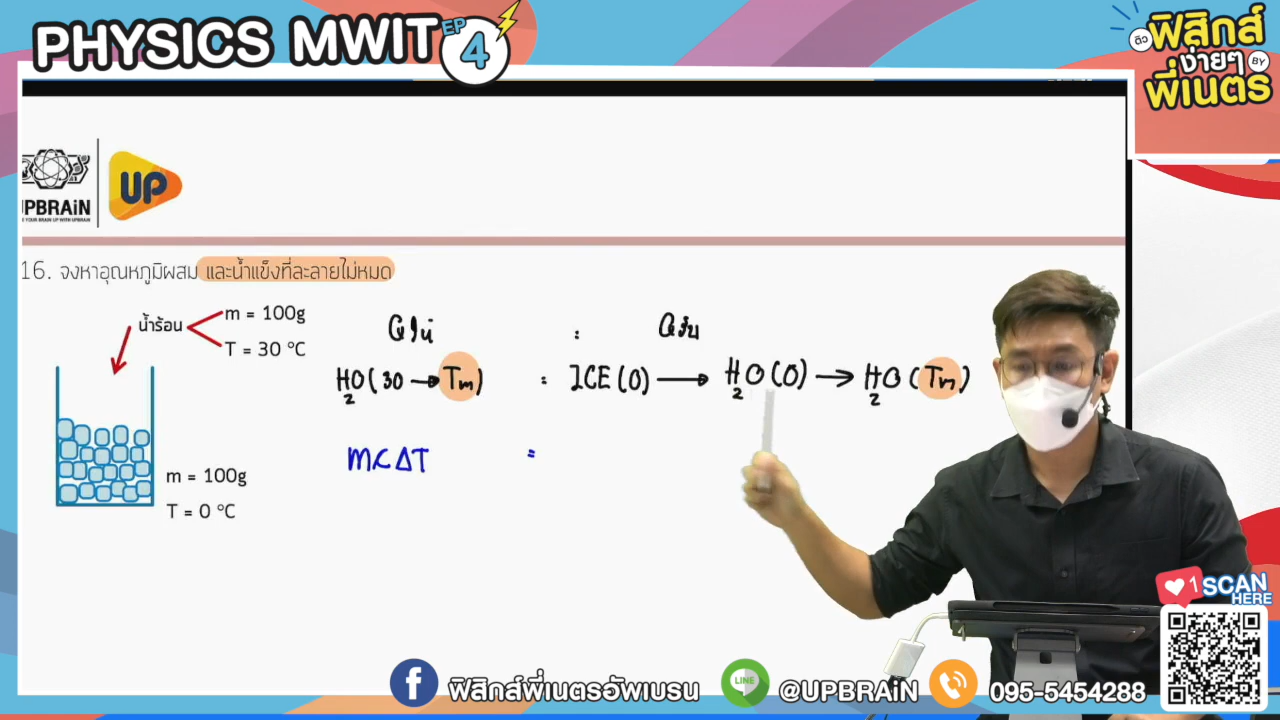 PHYSICS MWIT EP 4
ติว
ฟิสิกส์
ง่ายๆ BY
พี่เนตร
UPBRAiN
UP
16. จงหาอุณหภูมิผสม และน้ำแข็งที่ละลายไม่หมด
น้ำร้อน
m = 100g
T = 30 °C
:
H2O (30 → Tm) = ICE (0) → H2O (0) → H2O (Tm)
mcΔT =
m = 100g
T = 0 °C
1 SCAN
HERE
ฟิสิกส์พี่เนตรอัพเบรน
LINE
@UPBRAiN
095-5454288